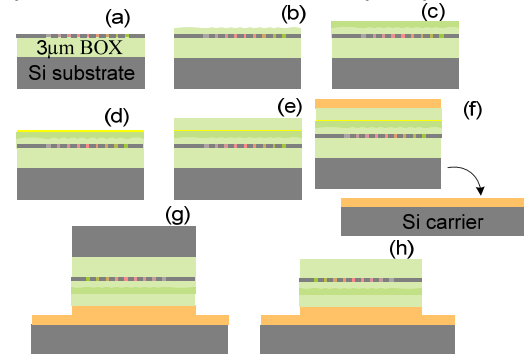 (a)
(b)
(c)
3µm BOX
Si substrate
(d)
(e)
(f)
Si carrier
(g)
(h)